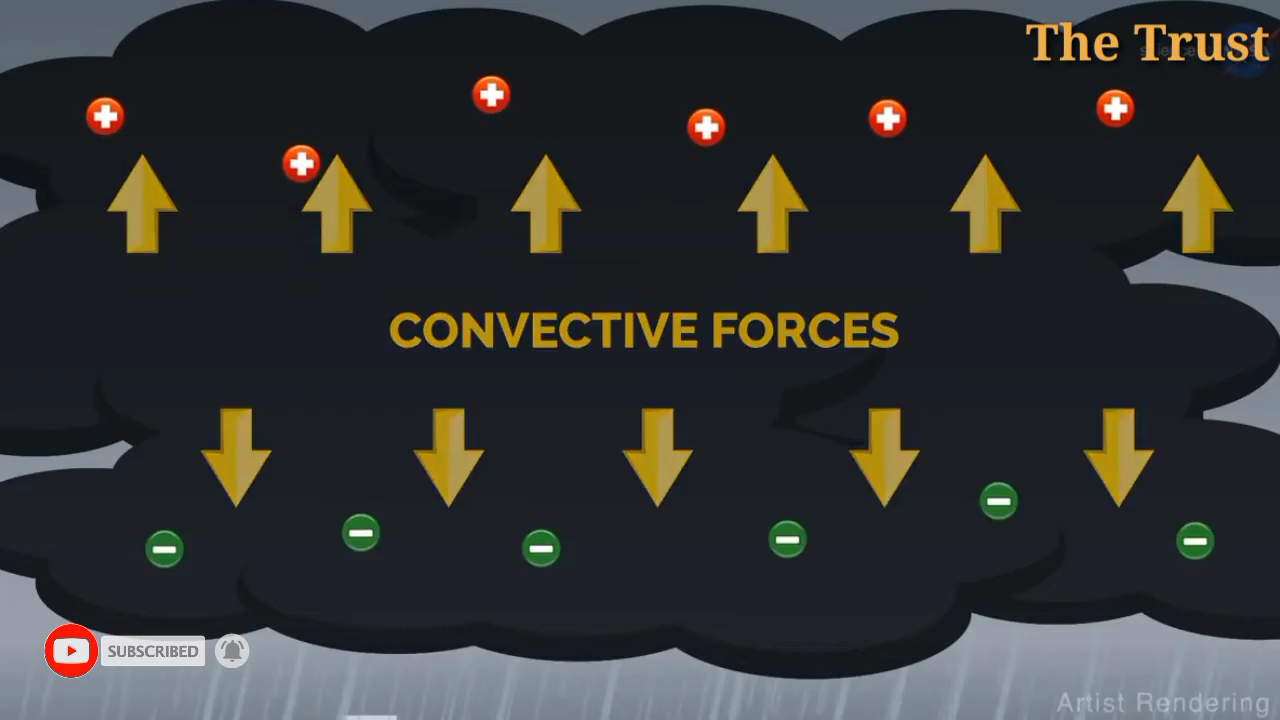 The Trust
CONVECTIVE FORCES
SUBSCRIBED
Artist Rendering